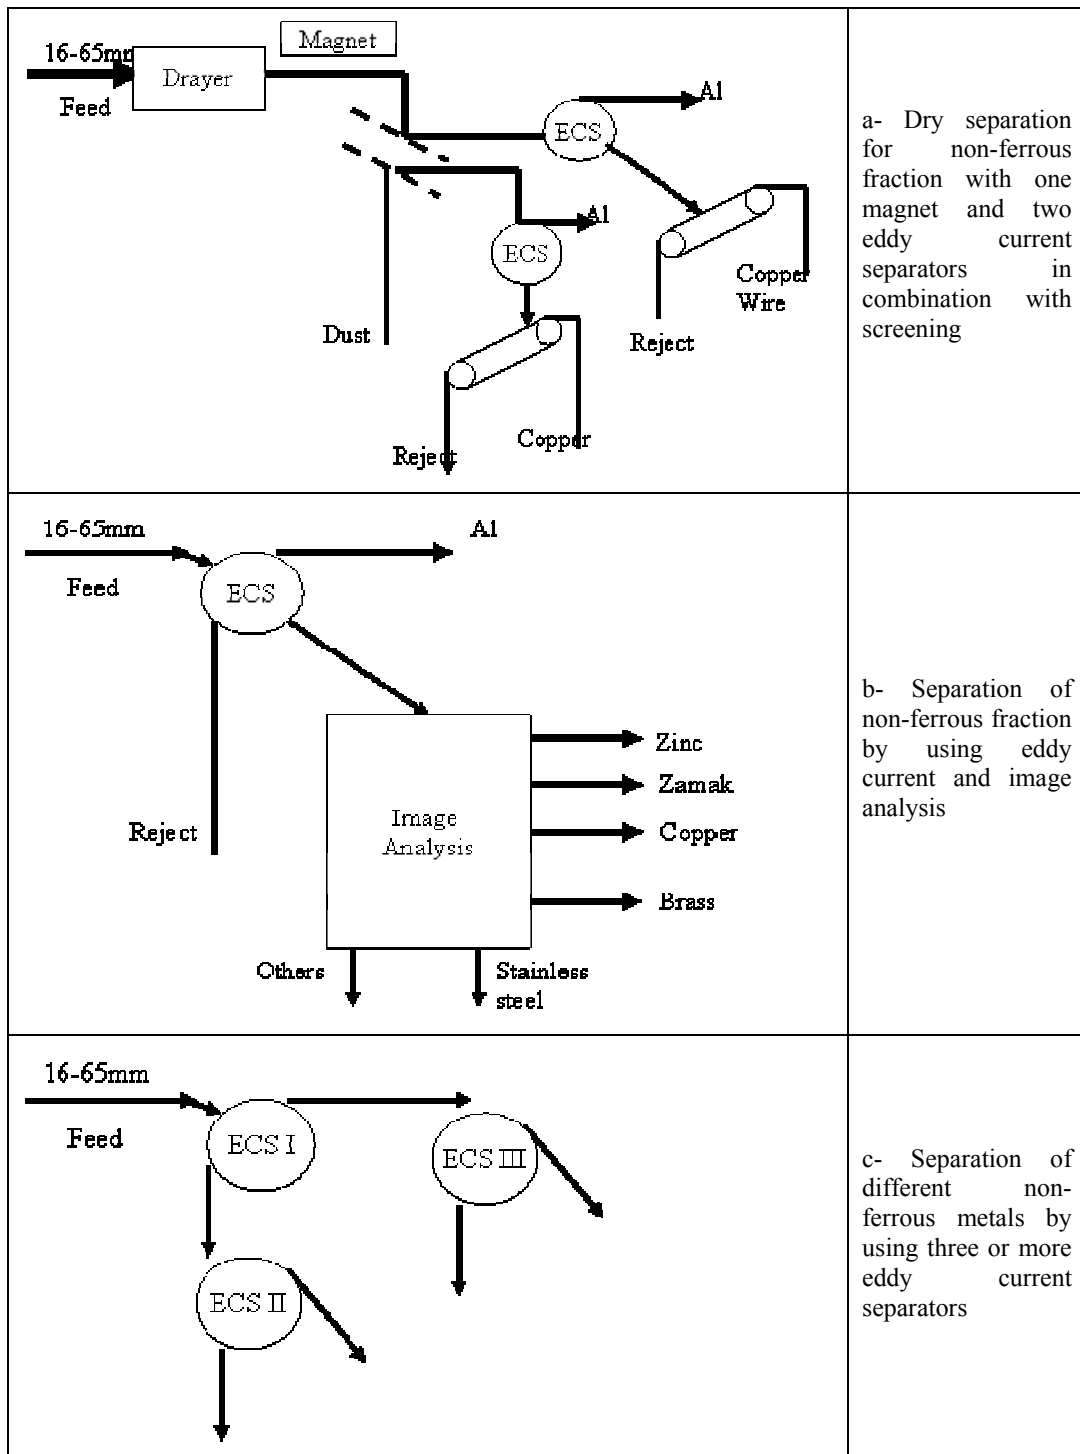 16-65mm
Feed
Drayer
Magnet
Al
ECS
Al
ECS
Dust
Copper
Wire
Reject
Reject
Copper
a- Dry separation
for non-ferrous
fraction with one
magnet and two
eddy current
separators in
combination with
screening
16-65mm
Feed
ECS
Al
Reject
Image
Analysis
Zinc
Zamak
Copper
Brass
Others
Stainless
steel
b- Separation of
non-ferrous fraction
by using eddy
current and image
analysis
16-65mm
Feed
ECS I
ECS III
ECS II
c- Separation of
different non-
ferrous metals by
using three or more
eddy current
separators